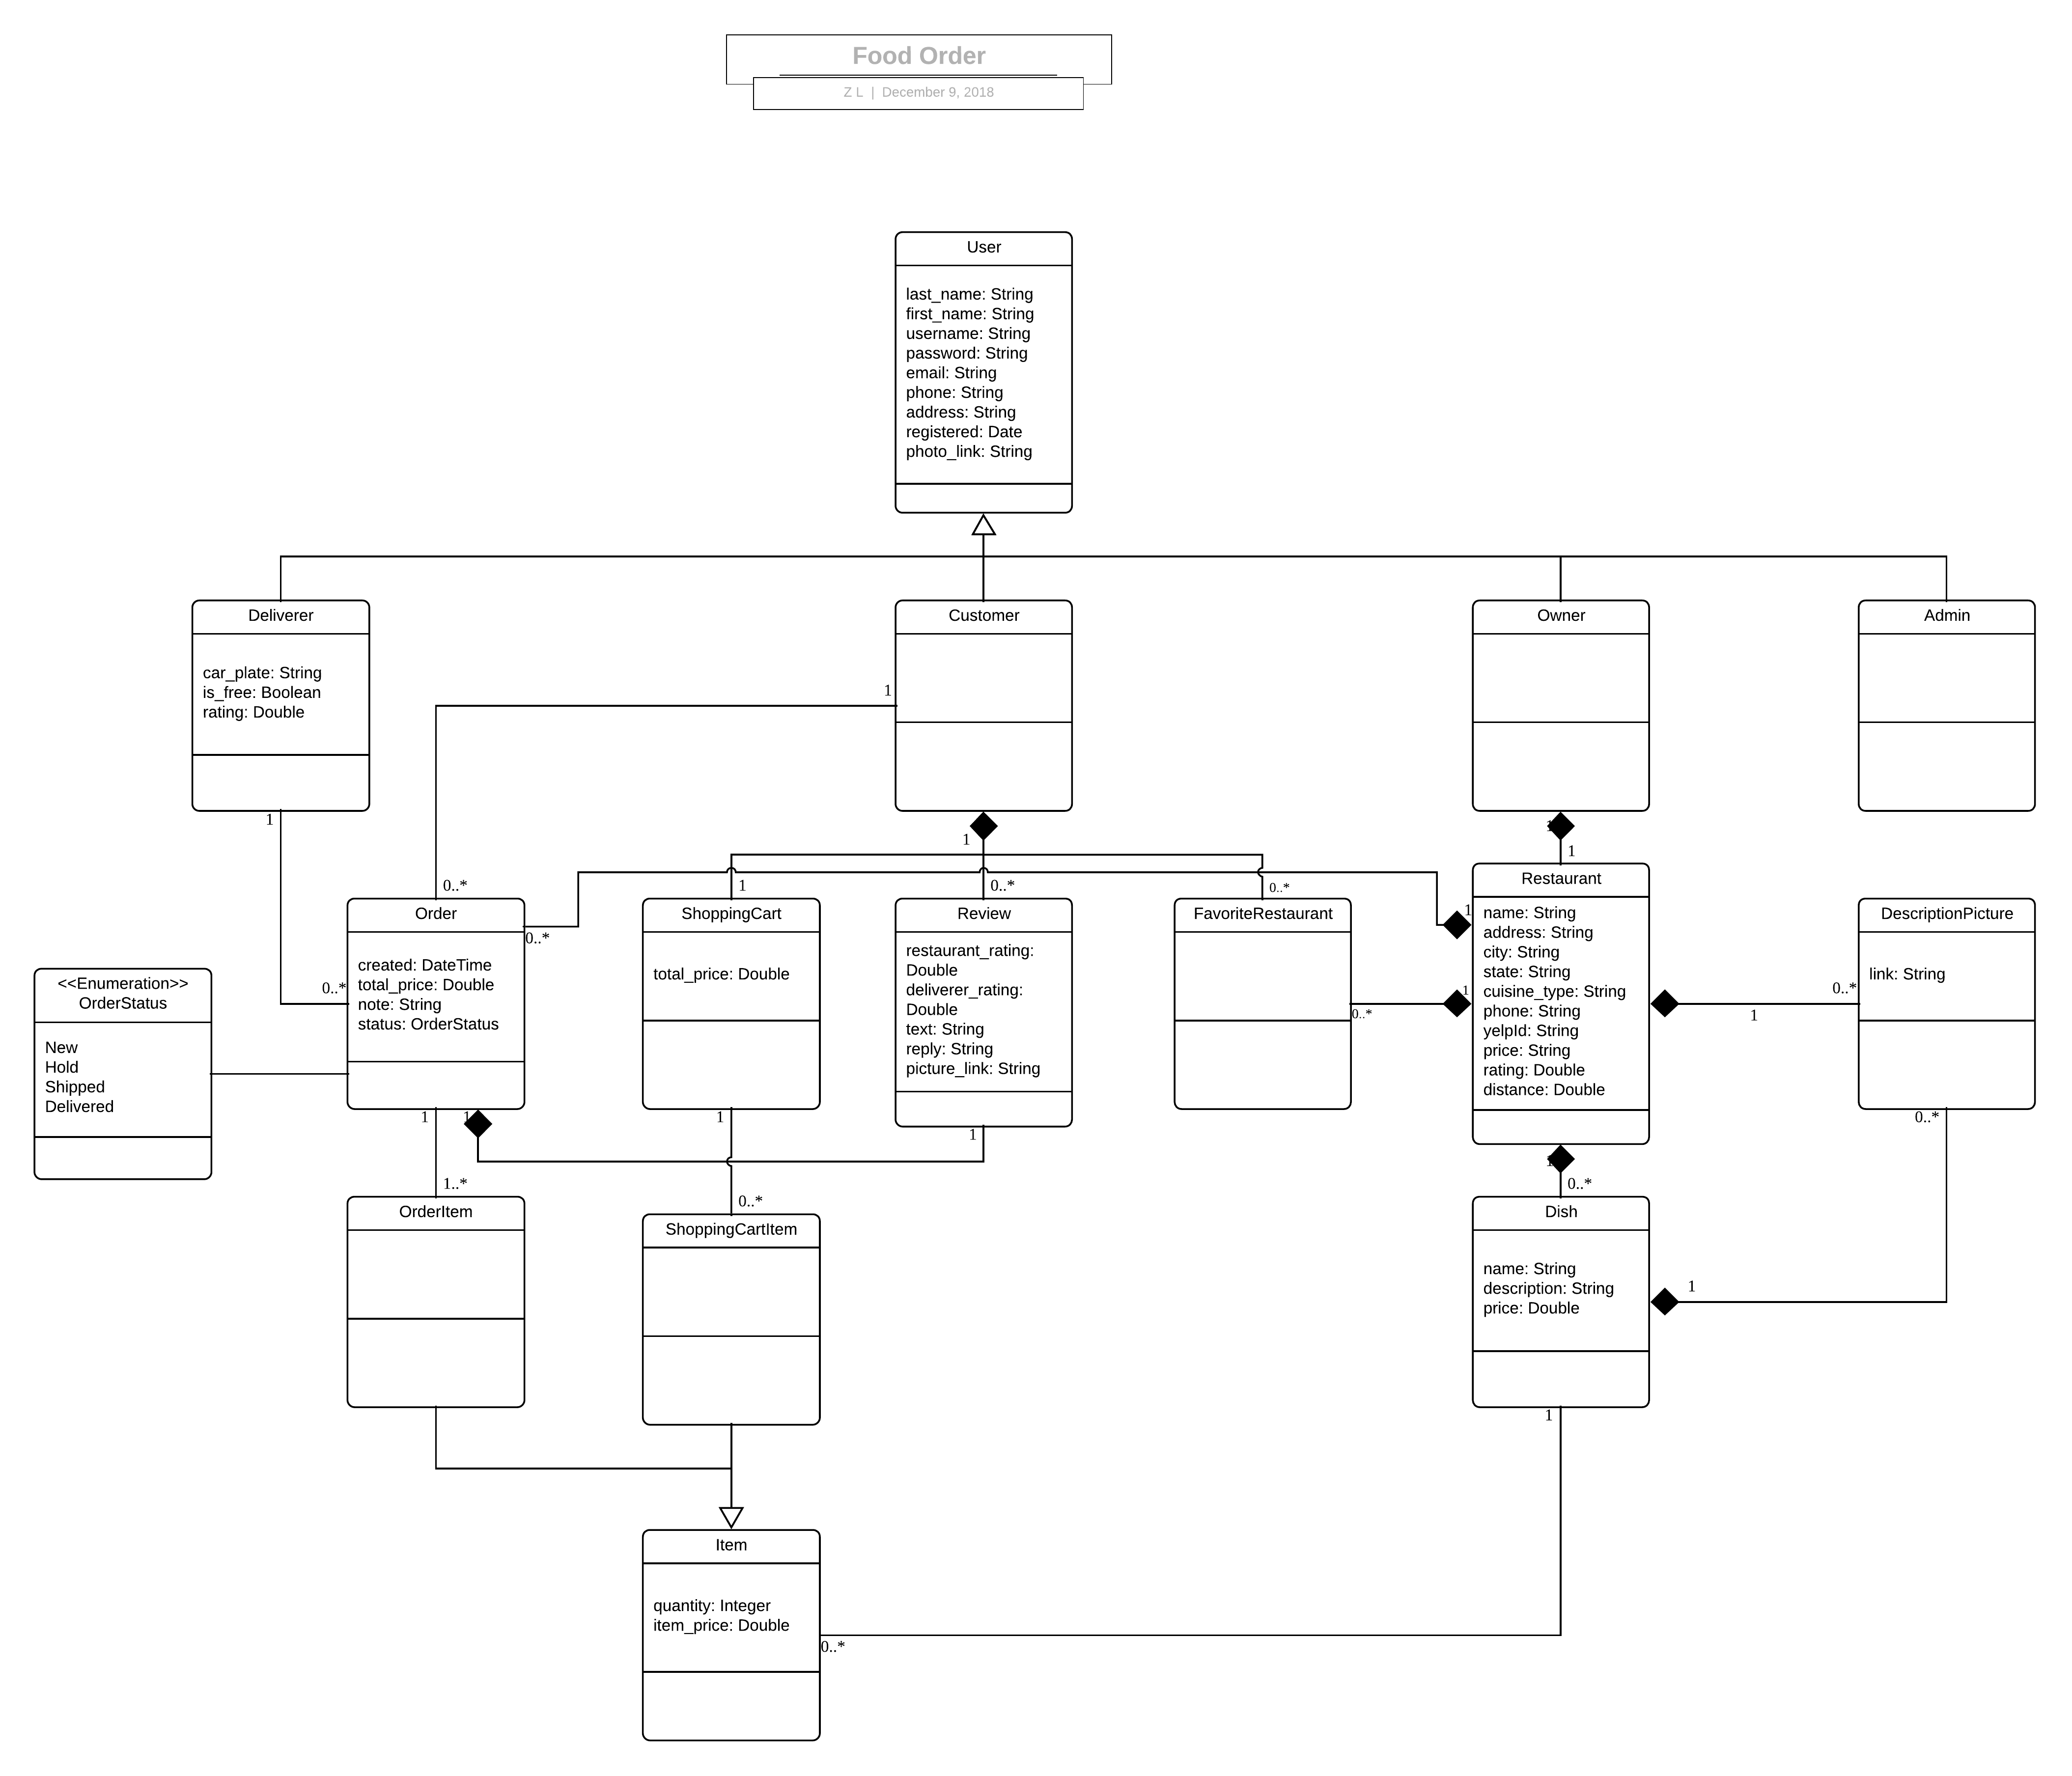 Food Order
Z L | December 9, 2018
User
last_name: String
first_name: String
username: String
password: String
email: String
phone: String
address: String
registered: Date
photo_link: String
Deliverer
car_plate: String
is_free: Boolean
rating: Double
Customer
Owner
Admin
1
1
1
1
1
0..*
1
0..*
0..*
Order
created: DateTime
total_price: Double
note: String
status: OrderStatus
0..*
0..*
ShoppingCart
total_price: Double
Review
restaurant_rating:
Double
deliverer_rating:
Double
text: String
reply: String
picture_link: String
FavoriteRestaurant
Restaurant
name: String
address: String
city: String
state: String
cuisine_type: String
phone: String
yelpId: String
price: String
rating: Double
distance: Double
1
1
0..*
DescriptionPicture
link: String
0..*
1
<<Enumeration>>
OrderStatus
New
Hold
Shipped
Delivered
1
1
1
1
0..*
1
1..*
0..*
0..*
OrderItem
ShoppingCartItem
Dish
name: String
description: String
price: Double
1
1
Item
quantity: Integer
item_price: Double
0..*